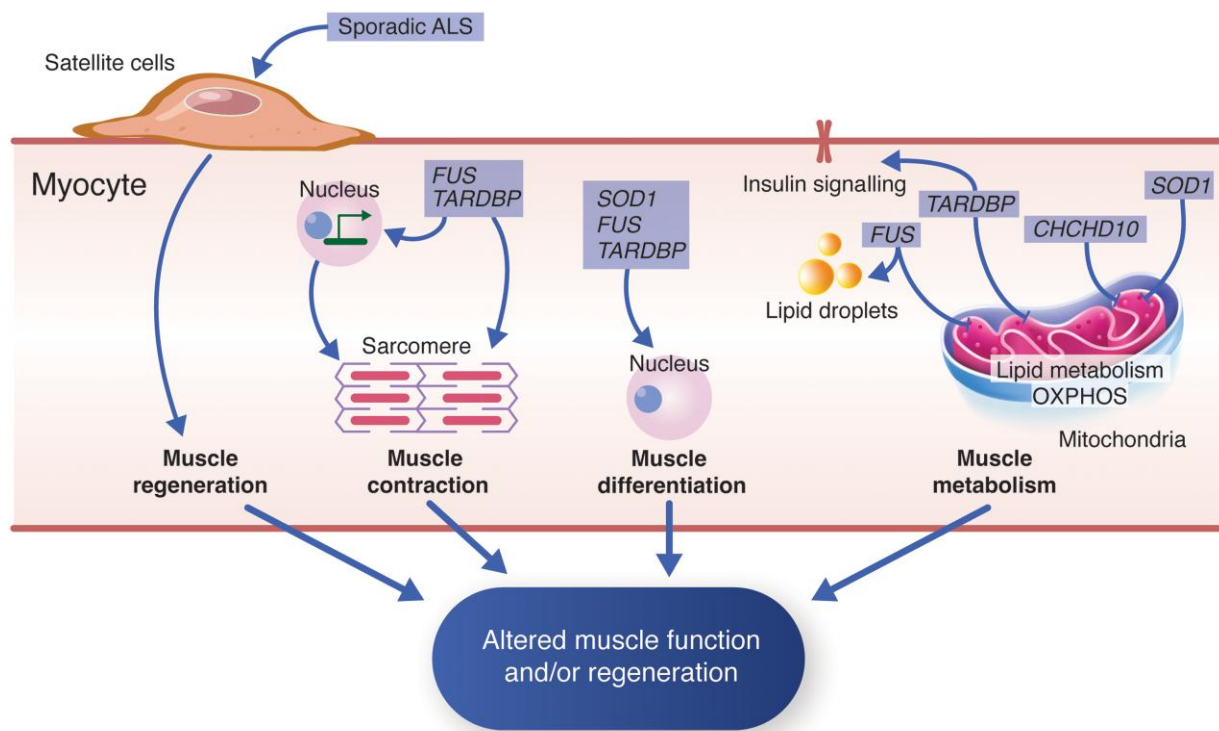 Sporadic ALS
Satellite cells
Myocyte
Nucleus
FUS
TARDBP
SOD1
FUS
TARDBP
Insulin signalling
TARDBP
SOD1
FUS
CHCHD10
Lipid droplets
Sarcomere
Nucleus
Lipid metabolism
OXPHOS
Mitochondria
Muscle
regeneration
Muscle
contraction
Muscle
differentiation
Muscle
metabolism
Altered muscle function
and/or regeneration